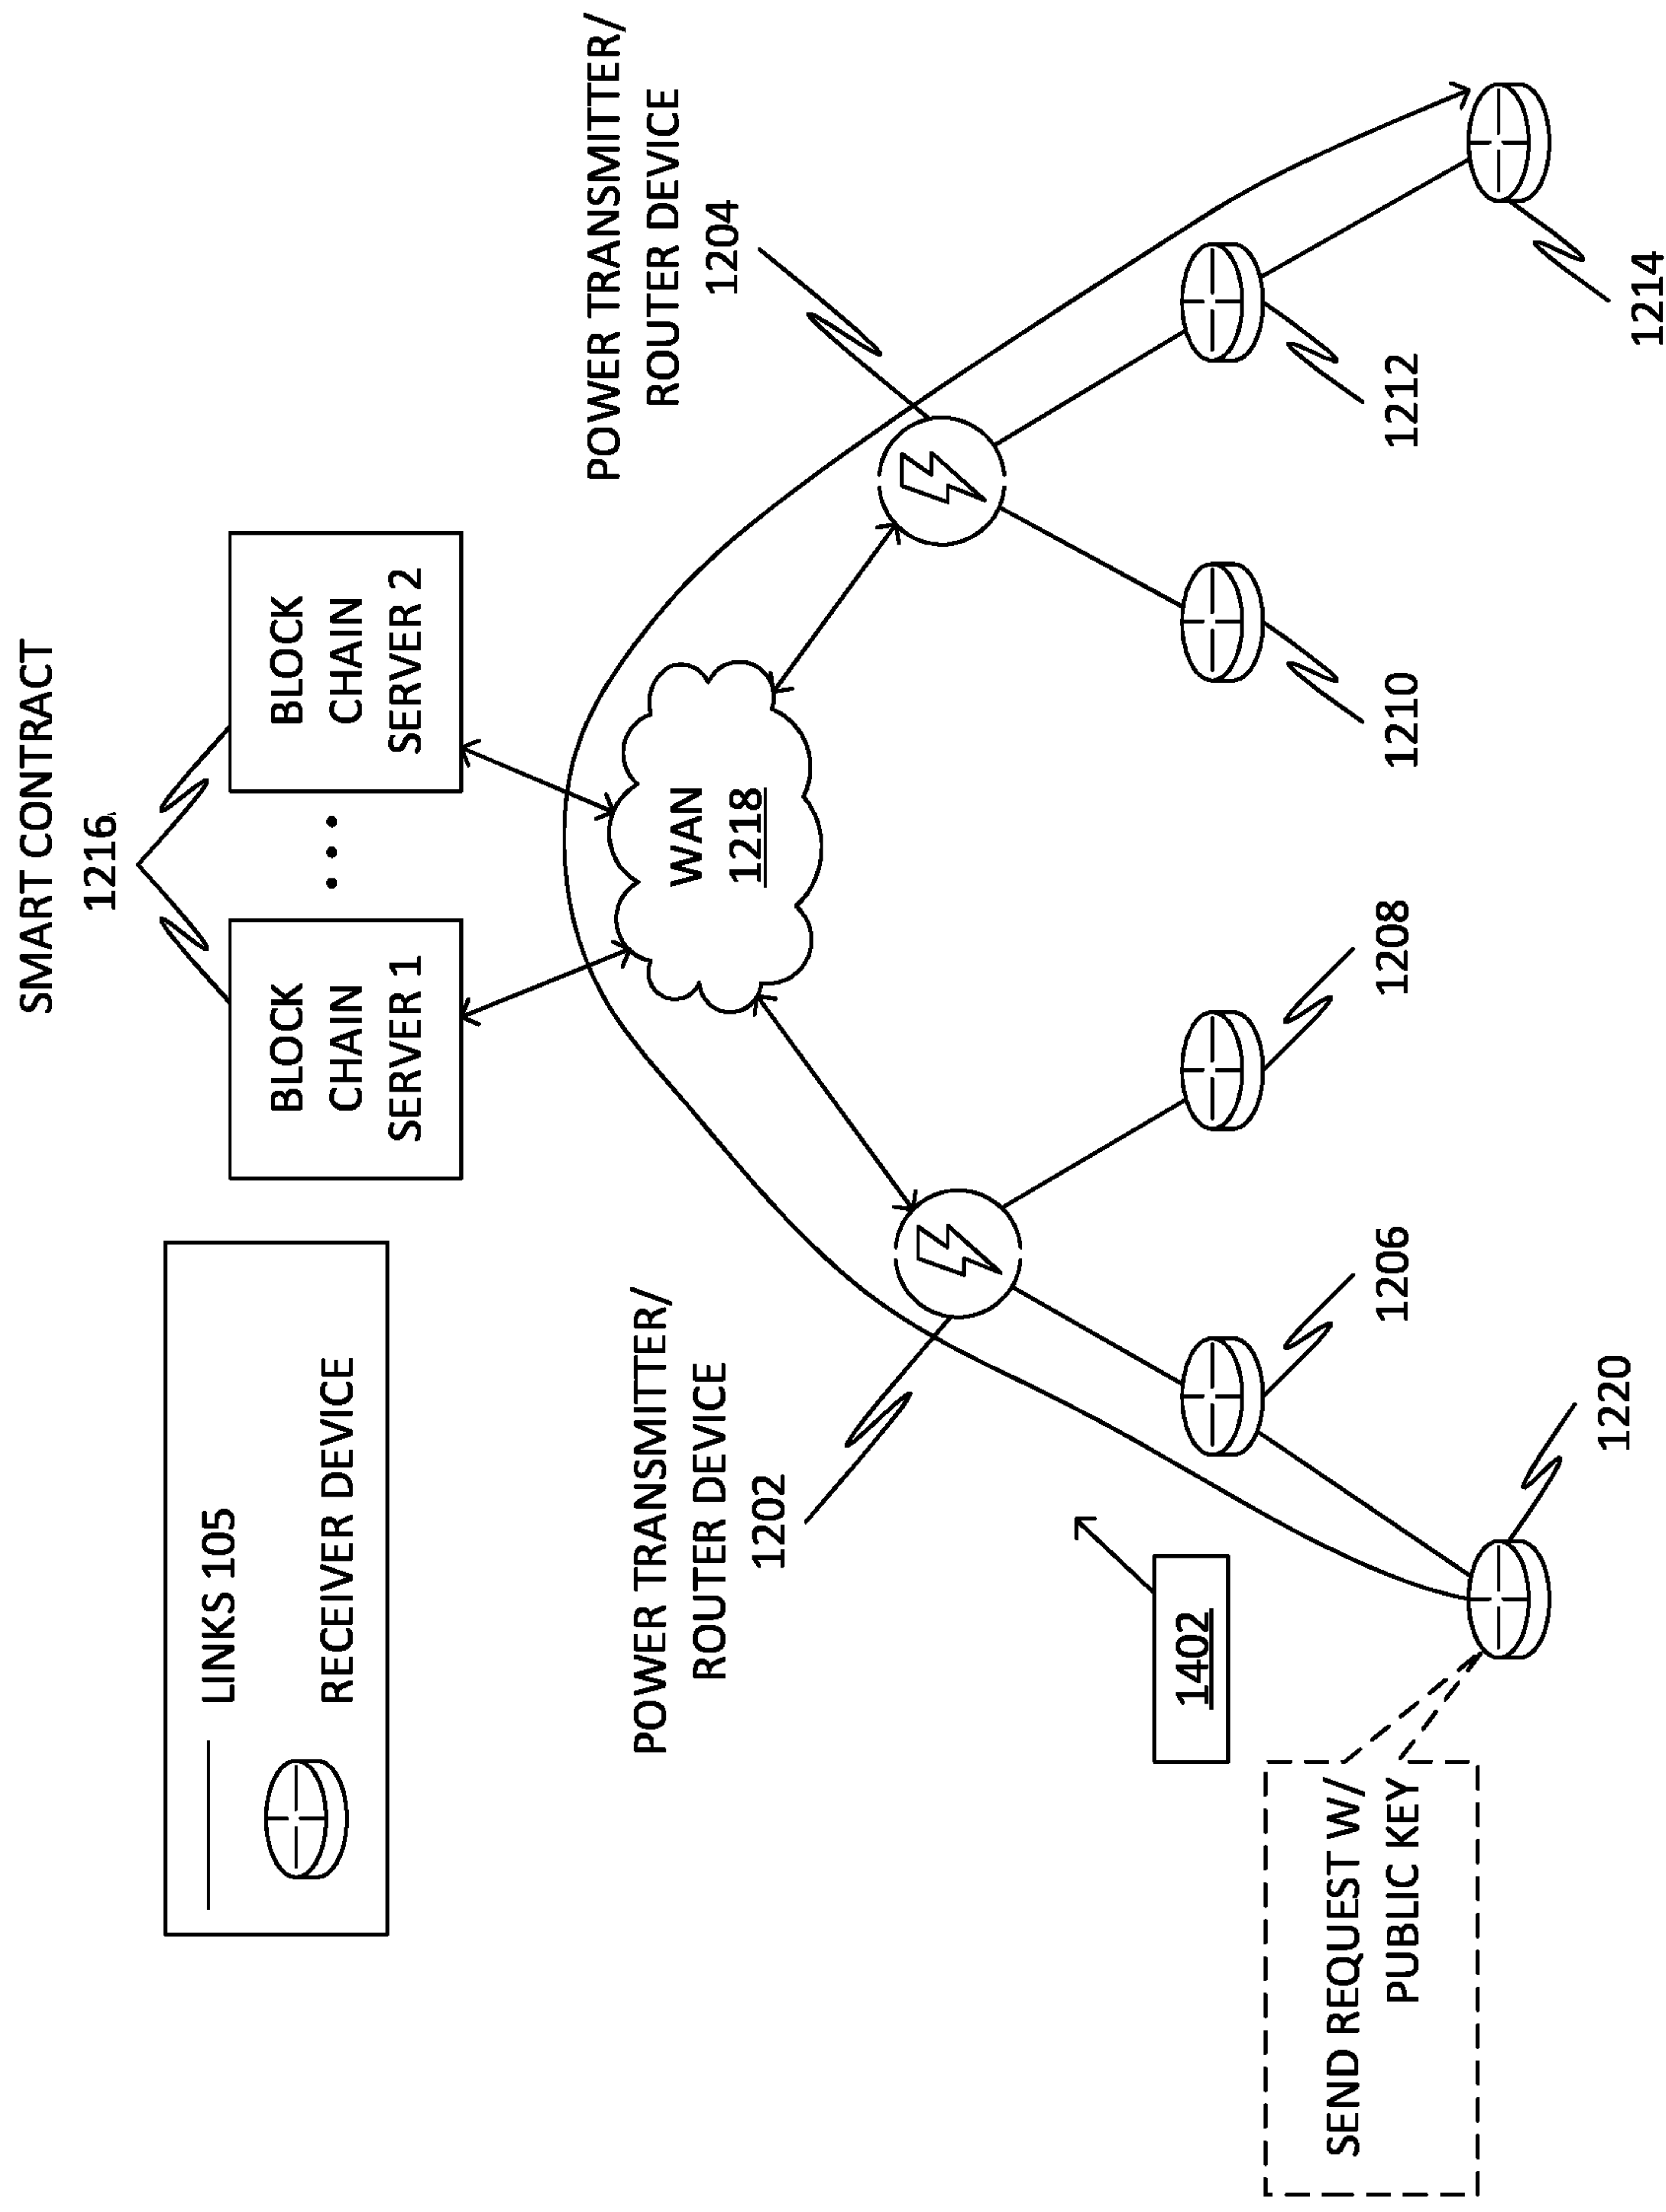 SMART CONTRACT
1216
BLOCK
CHAIN
SERVER 1
BLOCK
CHAIN
SERVER 2
LINKS 105
RECEIVER DEVICE
WAN
1218
POWER TRANSMITTER/
ROUTER DEVICE
1204
POWER TRANSMITTER/
ROUTER DEVICE
1202
1402
SEND REQUEST W/
PUBLIC KEY
1206
1208
1210
1212
1220
1214